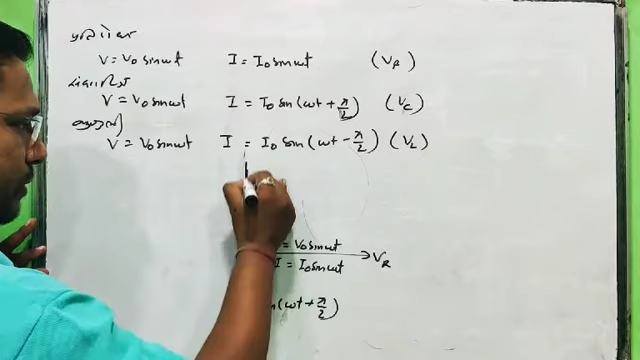 V = V₀ sinωt I = I₀ sinωt (V_R)
V = V₀ sinωt I = I₀ sin(ωt + π/2) (V_C)
V = V₀ sinωt I = I₀ sin(ωt − π/2) (V_L)
= V₀ sinωt
I = I₀ sinωt → V_R
(ωt + π/2)